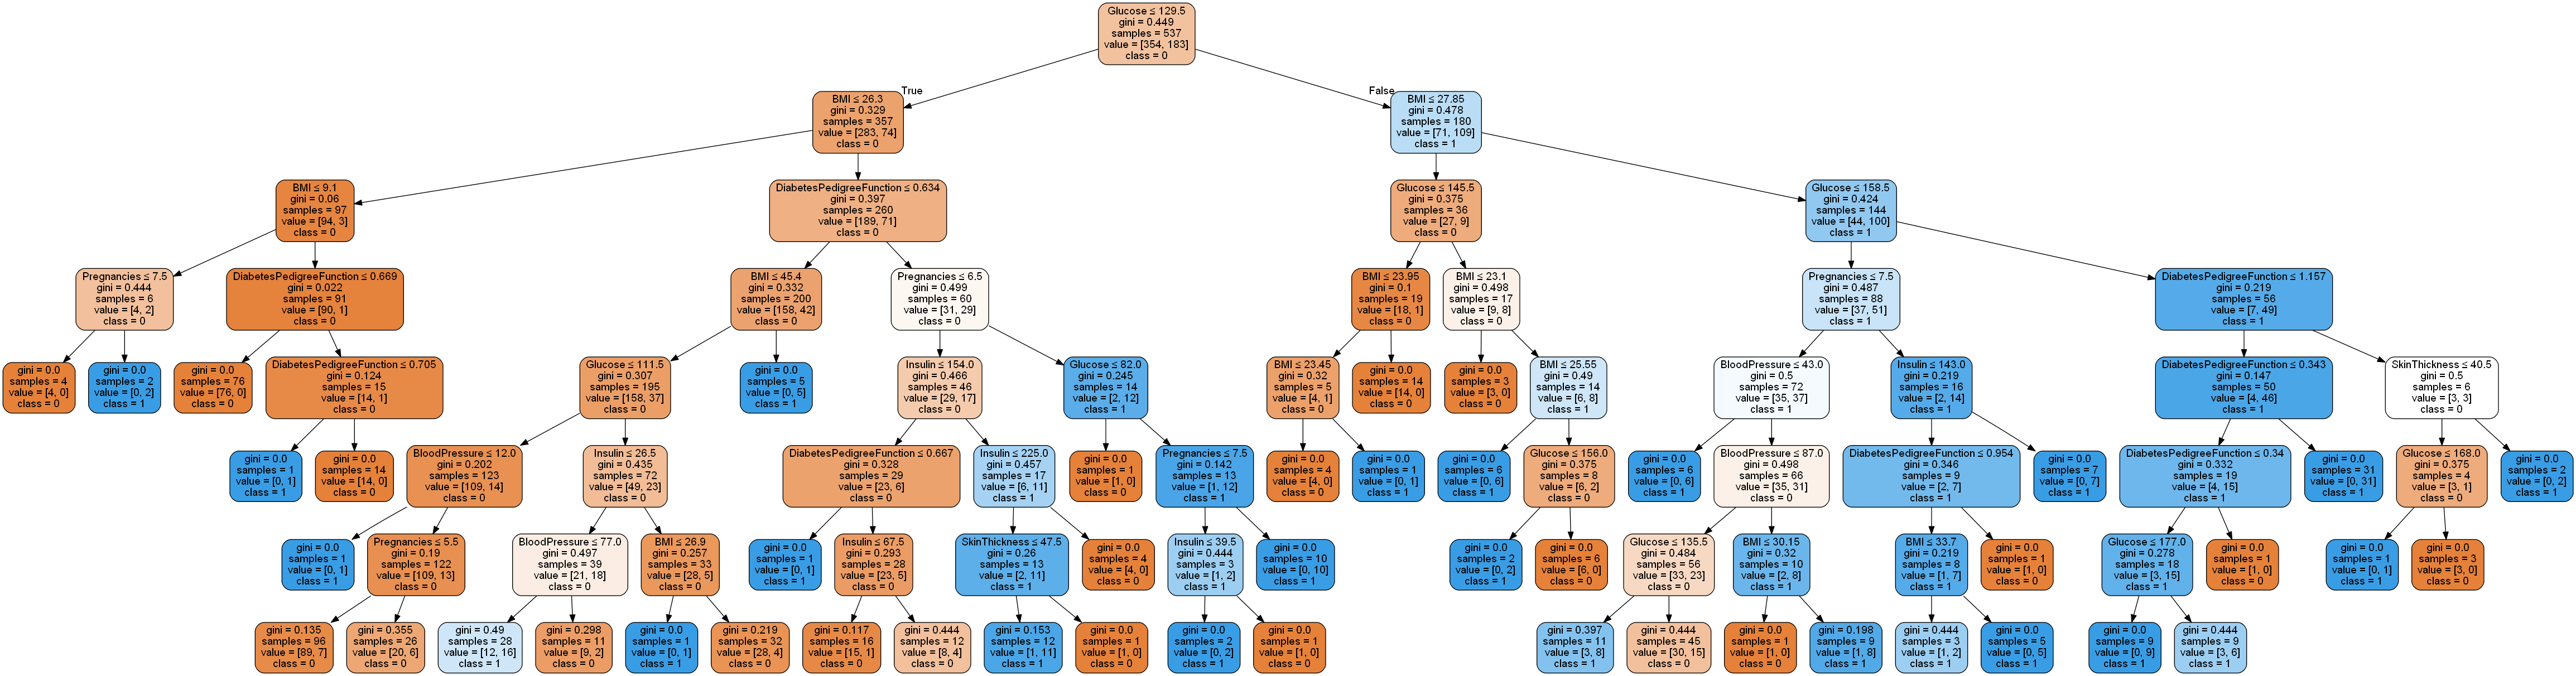 Glucose ≤ 129.5
gini = 0.449
samples = 537
value = [354, 183]
class = 0
True
False
BMI ≤ 26.3
gini = 0.329
samples = 357
value = [283, 74]
class = 0
BMI ≤ 27.85
gini = 0.478
samples = 180
value = [71, 109]
class = 1
BMI ≤ 9.1
gini = 0.06
samples = 97
value = [94, 3]
class = 0
DiabetesPedigreeFunction ≤ 0.634
gini = 0.397
samples = 260
value = [189, 71]
class = 0
Glucose ≤ 145.5
gini = 0.375
samples = 36
value = [27, 9]
class = 0
Glucose ≤ 158.5
gini = 0.424
samples = 144
value = [44, 100]
class = 1
Pregnancies ≤ 7.5
gini = 0.444
samples = 6
value = [4, 2]
class = 0
DiabetesPedigreeFunction ≤ 0.669
gini = 0.022
samples = 91
value = [90, 1]
class = 0
BMI ≤ 45.4
gini = 0.332
samples = 200
value = [158, 42]
class = 0
Pregnancies ≤ 6.5
gini = 0.499
samples = 60
value = [31, 29]
class = 0
BMI ≤ 23.95
gini = 0.1
samples = 19
value = [18, 1]
class = 0
BMI ≤ 23.1
gini = 0.498
samples = 17
value = [9, 8]
class = 0
Pregnancies ≤ 7.5
gini = 0.487
samples = 88
value = [37, 51]
class = 1
DiabetesPedigreeFunction ≤ 1.157
gini = 0.219
samples = 56
value = [7, 49]
class = 1
gini = 0.0
samples = 4
value = [4, 0]
class = 0
gini = 0.0
samples = 2
value = [0, 2]
class = 1
gini = 0.0
samples = 76
value = [76, 0]
class = 0
DiabetesPedigreeFunction ≤ 0.705
gini = 0.124
samples = 15
value = [14, 1]
class = 0
Glucose ≤ 111.5
gini = 0.307
samples = 195
value = [158, 37]
class = 0
gini = 0.0
samples = 5
value = [0, 5]
class = 1
Insulin ≤ 154.0
gini = 0.466
samples = 46
value = [29, 17]
class = 0
Glucose ≤ 82.0
gini = 0.245
samples = 14
value = [2, 12]
class = 1
BMI ≤ 23.45
gini = 0.32
samples = 5
value = [4, 1]
class = 0
gini = 0.0
samples = 14
value = [14, 0]
class = 0
gini = 0.0
samples = 3
value = [3, 0]
class = 0
BMI ≤ 25.55
gini = 0.49
samples = 14
value = [6, 8]
class = 1
BloodPressure ≤ 43.0
gini = 0.5
samples = 72
value = [35, 37]
class = 1
Insulin ≤ 143.0
gini = 0.219
samples = 16
value = [2, 14]
class = 1
DiabetesPedigreeFunction ≤ 0.343
gini = 0.147
samples = 50
value = [4, 46]
class = 1
SkinThickness ≤ 40.5
gini = 0.5
samples = 6
value = [3, 3]
class = 0
gini = 0.0
samples = 1
value = [0, 1]
class = 1
gini = 0.0
samples = 14
value = [14, 0]
class = 0
BloodPressure ≤ 12.0
gini = 0.202
samples = 123
value = [109, 14]
class = 0
Insulin ≤ 26.5
gini = 0.435
samples = 72
value = [49, 23]
class = 0
DiabetesPedigreeFunction ≤ 0.667
gini = 0.328
samples = 29
value = [23, 6]
class = 0
Insulin ≤ 225.0
gini = 0.457
samples = 17
value = [6, 11]
class = 1
gini = 0.0
samples = 1
value = [1, 0]
class = 0
Pregnancies ≤ 7.5
gini = 0.142
samples = 13
value = [1, 12]
class = 1
gini = 0.0
samples = 4
value = [4, 0]
class = 0
gini = 0.0
samples = 1
value = [0, 1]
class = 1
gini = 0.0
samples = 6
value = [0, 6]
class = 1
Glucose ≤ 156.0
gini = 0.375
samples = 8
value = [6, 2]
class = 0
gini = 0.0
samples = 6
value = [0, 6]
class = 1
BloodPressure ≤ 87.0
gini = 0.498
samples = 66
value = [35, 31]
class = 0
DiabetesPedigreeFunction ≤ 0.954
gini = 0.346
samples = 9
value = [2, 7]
class = 1
gini = 0.0
samples = 7
value = [0, 7]
class = 1
DiabetesPedigreeFunction ≤ 0.34
gini = 0.332
samples = 19
value = [4, 15]
class = 1
gini = 0.0
samples = 31
value = [0, 31]
class = 1
Glucose ≤ 168.0
gini = 0.375
samples = 4
value = [3, 1]
class = 0
gini = 0.0
samples = 2
value = [0, 2]
class = 1
gini = 0.0
samples = 1
value = [0, 1]
class = 1
Pregnancies ≤ 5.5
gini = 0.19
samples = 122
value = [109, 13]
class = 0
BloodPressure ≤ 77.0
gini = 0.497
samples = 39
value = [21, 18]
class = 0
BMI ≤ 26.9
gini = 0.257
samples = 33
value = [28, 5]
class = 0
gini = 0.0
samples = 1
value = [0, 1]
class = 1
Insulin ≤ 67.5
gini = 0.293
samples = 28
value = [23, 5]
class = 0
SkinThickness ≤ 47.5
gini = 0.26
samples = 13
value = [2, 11]
class = 1
gini = 0.0
samples = 4
value = [4, 0]
class = 0
Insulin ≤ 39.5
gini = 0.444
samples = 3
value = [1, 2]
class = 1
gini = 0.0
samples = 10
value = [0, 10]
class = 1
gini = 0.0
samples = 2
value = [0, 2]
class = 1
gini = 0.0
samples = 6
value = [6, 0]
class = 0
Glucose ≤ 135.5
gini = 0.484
samples = 56
value = [33, 23]
class = 0
BMI ≤ 30.15
gini = 0.32
samples = 10
value = [2, 8]
class = 1
BMI ≤ 33.7
gini = 0.219
samples = 8
value = [1, 7]
class = 1
gini = 0.0
samples = 1
value = [1, 0]
class = 0
Glucose ≤ 177.0
gini = 0.278
samples = 18
value = [3, 15]
class = 1
gini = 0.0
samples = 1
value = [1, 0]
class = 0
gini = 0.0
samples = 1
value = [0, 1]
class = 1
gini = 0.0
samples = 3
value = [3, 0]
class = 0
gini = 0.135
samples = 96
value = [89, 7]
class = 0
gini = 0.355
samples = 26
value = [20, 6]
class = 0
gini = 0.49
samples = 28
value = [12, 16]
class = 1
gini = 0.298
samples = 11
value = [9, 2]
class = 0
gini = 0.0
samples = 1
value = [0, 1]
class = 1
gini = 0.219
samples = 32
value = [28, 4]
class = 0
gini = 0.117
samples = 16
value = [15, 1]
class = 0
gini = 0.444
samples = 12
value = [8, 4]
class = 0
gini = 0.153
samples = 12
value = [1, 11]
class = 1
gini = 0.0
samples = 1
value = [1, 0]
class = 0
gini = 0.0
samples = 2
value = [0, 2]
class = 1
gini = 0.0
samples = 1
value = [1, 0]
class = 0
gini = 0.397
samples = 11
value = [3, 8]
class = 1
gini = 0.444
samples = 45
value = [30, 15]
class = 0
gini = 0.0
samples = 1
value = [1, 0]
class = 0
gini = 0.198
samples = 9
value = [1, 8]
class = 1
gini = 0.444
samples = 3
value = [1, 2]
class = 1
gini = 0.0
samples = 5
value = [0, 5]
class = 1
gini = 0.0
samples = 9
value = [0, 9]
class = 1
gini = 0.444
samples = 9
value = [3, 6]
class = 1